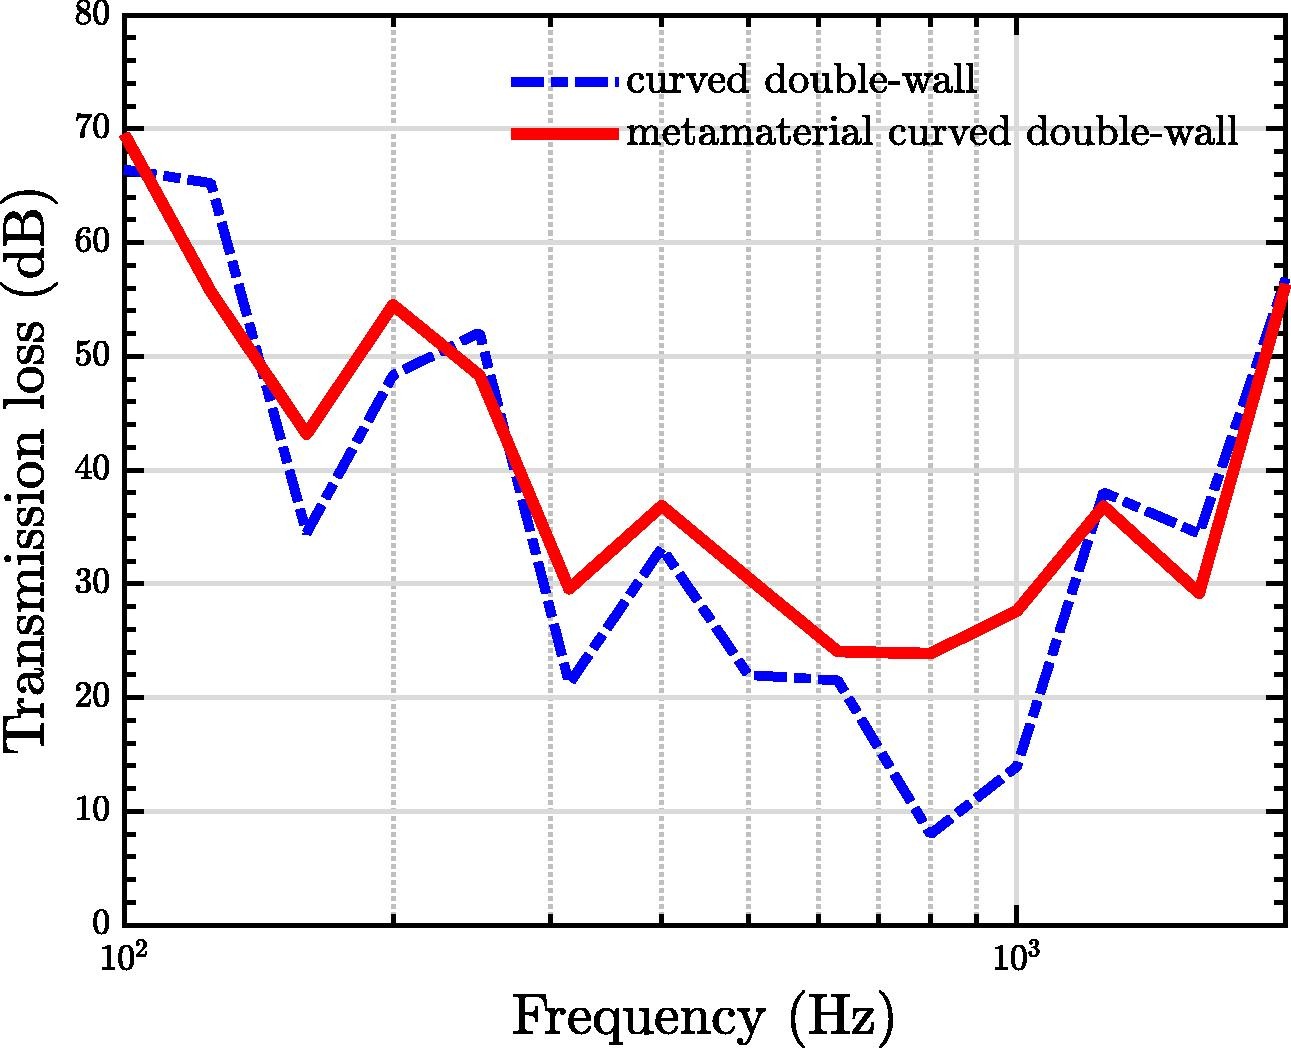 80
70
60
50
40
30
20
10
0
Transmission loss (dB)
curved double-wall
metamaterial curved double-wall
10²
10³
Frequency (Hz)